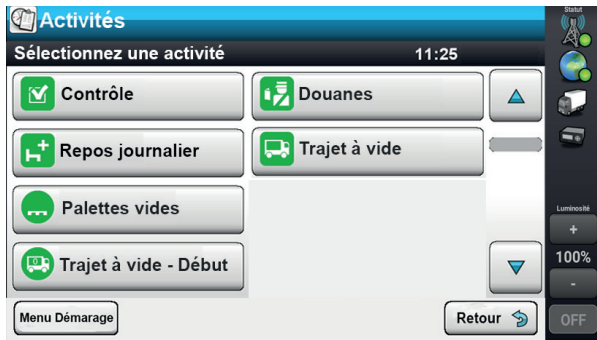 Activités
Statut
Sélectionnez une activité 11:25
Contrôle
Douanes
Repos journalier
Trajet à vide
Palettes vides
Trajet à vide - Début
Luminosité
+
100%
-
OFF
Menu Démarage
Retour